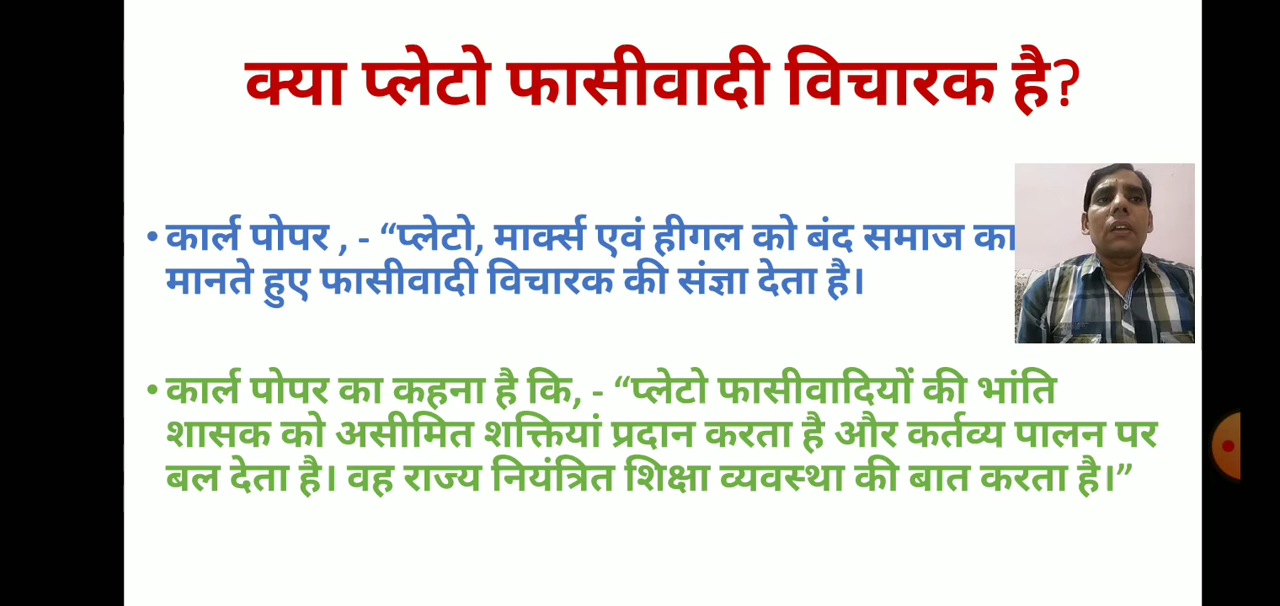 क्या प्लेटो फासीवादी विचारक है?
• कार्ल पोपर , - “प्लेटो, मार्क्स एवं हीगल को बंद समाज का
मानते हुए फासीवादी विचारक की संज्ञा देता है।
• कार्ल पोपर का कहना है कि, - “प्लेटो फासीवादियों की भांति
शासक को असीमित शक्तियां प्रदान करता है और कर्तव्य पालन पर
बल देता है। वह राज्य नियंत्रित शिक्षा व्यवस्था की बात करता है।”